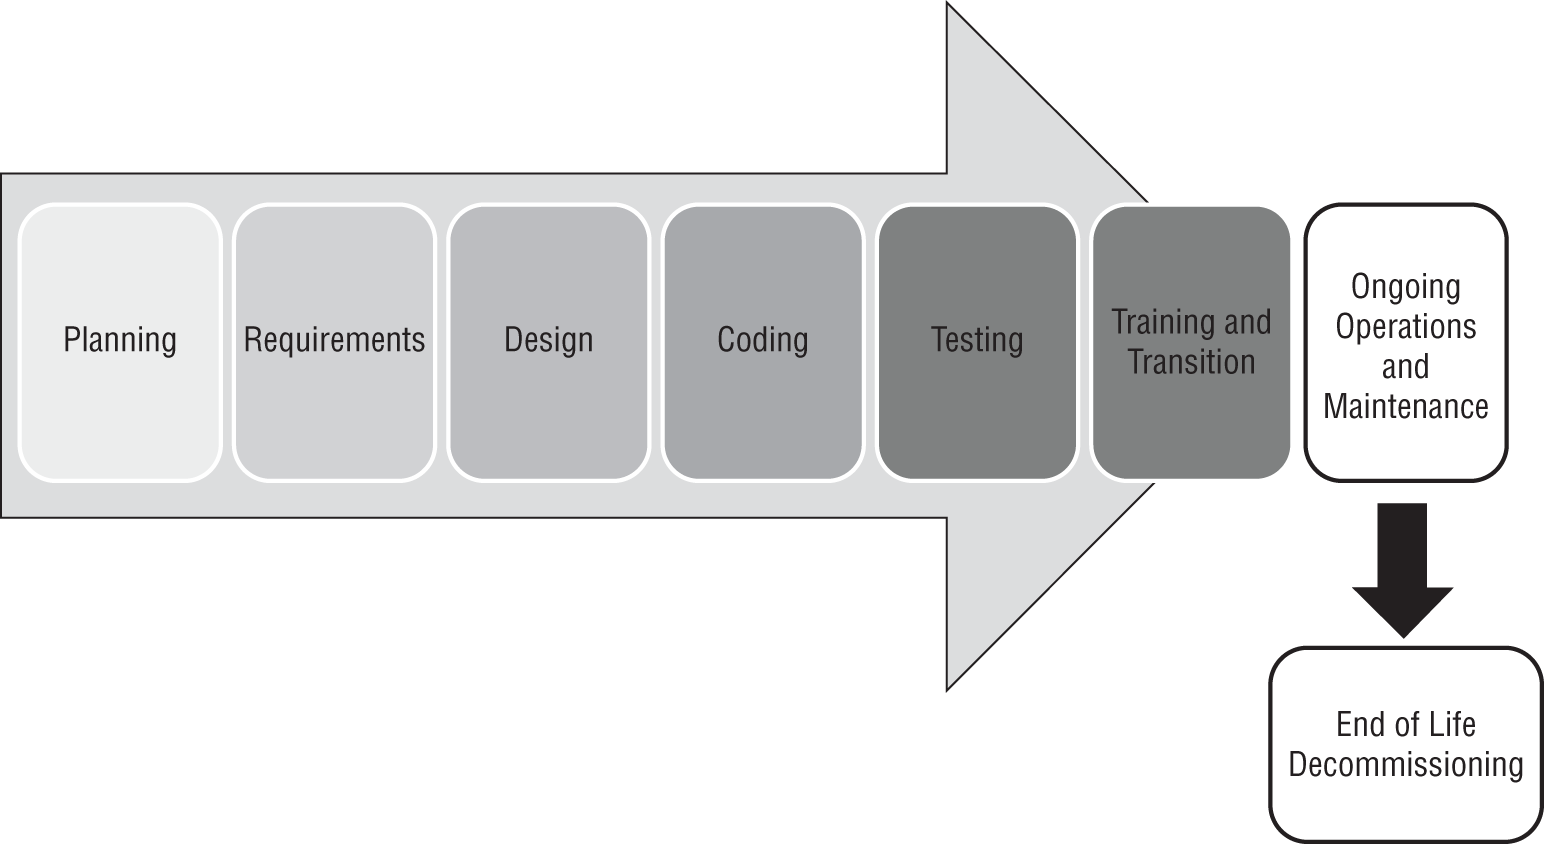 Planning
Requirements
Design
Coding
Testing
Training and
Transition
Ongoing
Operations
and
Maintenance
End of Life
Decommissioning